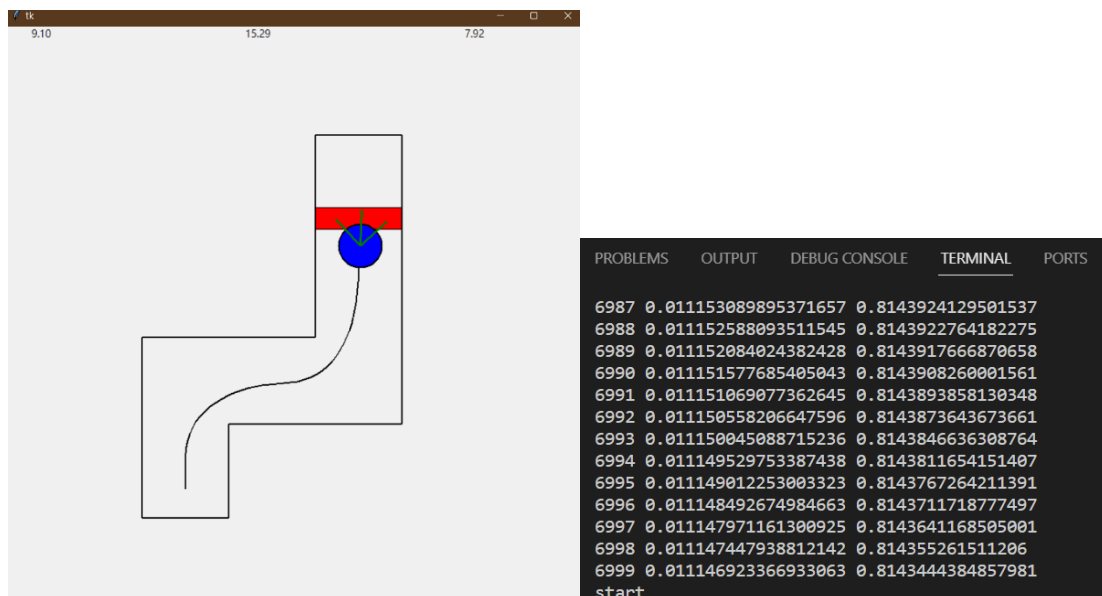 tk
9.10 15.29 7.92
PROBLEMS OUTPUT DEBUG CONSOLE TERMINAL PORTS
6987 0.011153089895371657 0.8143924129501537
6988 0.011152588093511545 0.8143922764182275
6989 0.011152084024382428 0.8143917666870658
6990 0.011151577685405043 0.8143908260001561
6991 0.011151069077362645 0.8143893858130348
6992 0.011150558206647596 0.8143873643673661
6993 0.011150045088715236 0.8143846636308764
6994 0.011149529753387438 0.8143811654151407
6995 0.011149012253003323 0.8143767264211391
6996 0.011148492674984663 0.8143711718777497
6997 0.011147971161300925 0.8143641168505001
6998 0.011147447938812142 0.814355261511206
6999 0.011146923366933063 0.8143444384857981
start